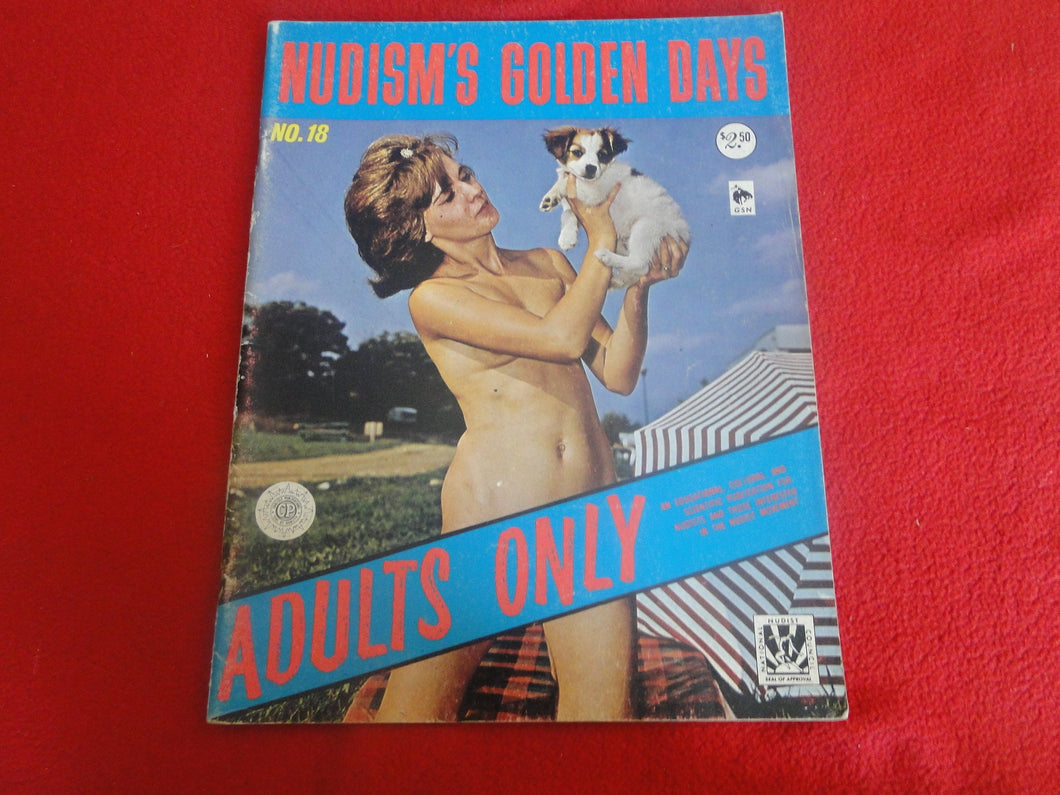 NUDISM'S GOLDEN DAYS
NO. 18
$2.50
GSN
AN EDUCATIONAL, CULTURAL, AND
SCIENTIFIC PUBLICATION FOR
NUDISTS AND THOSE INTERESTED
IN THE NUDIST MOVEMENT
ADULTS ONLY
NATIONAL NUDIST COUNCIL
SEAL OF APPROVAL